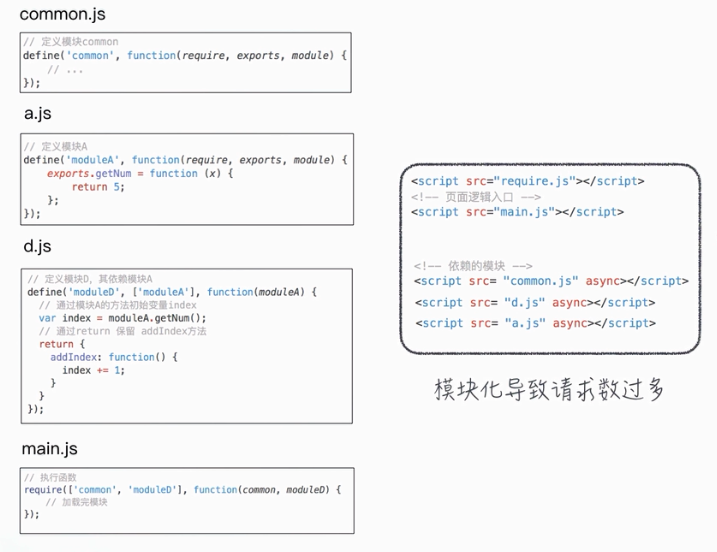 common.js
// 定义模块common
define('common', function(require, exports, module) {
// ...
});
a.js
// 定义模块A
define('moduleA', function(require, exports, module) {
exports.getNum = function (x) {
return 5;
};
});
d.js
// 定义模块D，其依赖模块A
define('moduleD', ['moduleA'], function(moduleA) {
// 通过模块A的方法初始变量index
var index = moduleA.getNum();
// 通过return 保留 addIndex方法
return {
addIndex: function() {
index += 1;
}
}
});
main.js
// 执行函数
require(['common', 'moduleD'], function(common, moduleD) {
// 加载完模块
});
<script src="require.js"></script>
<!-- 页面逻辑入口 -->
<script src="main.js"></script>
<!-- 依赖的模块 -->
<script src= "common.js" async></script>
<script src= "d.js" async></script>
<script src= "a.js" async></script>
模块化导致请求数过多